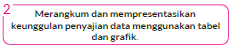 2
Merangkum dan mempresentasikan
keunggulan penyajian data menggunakan tabel
dan grafik.